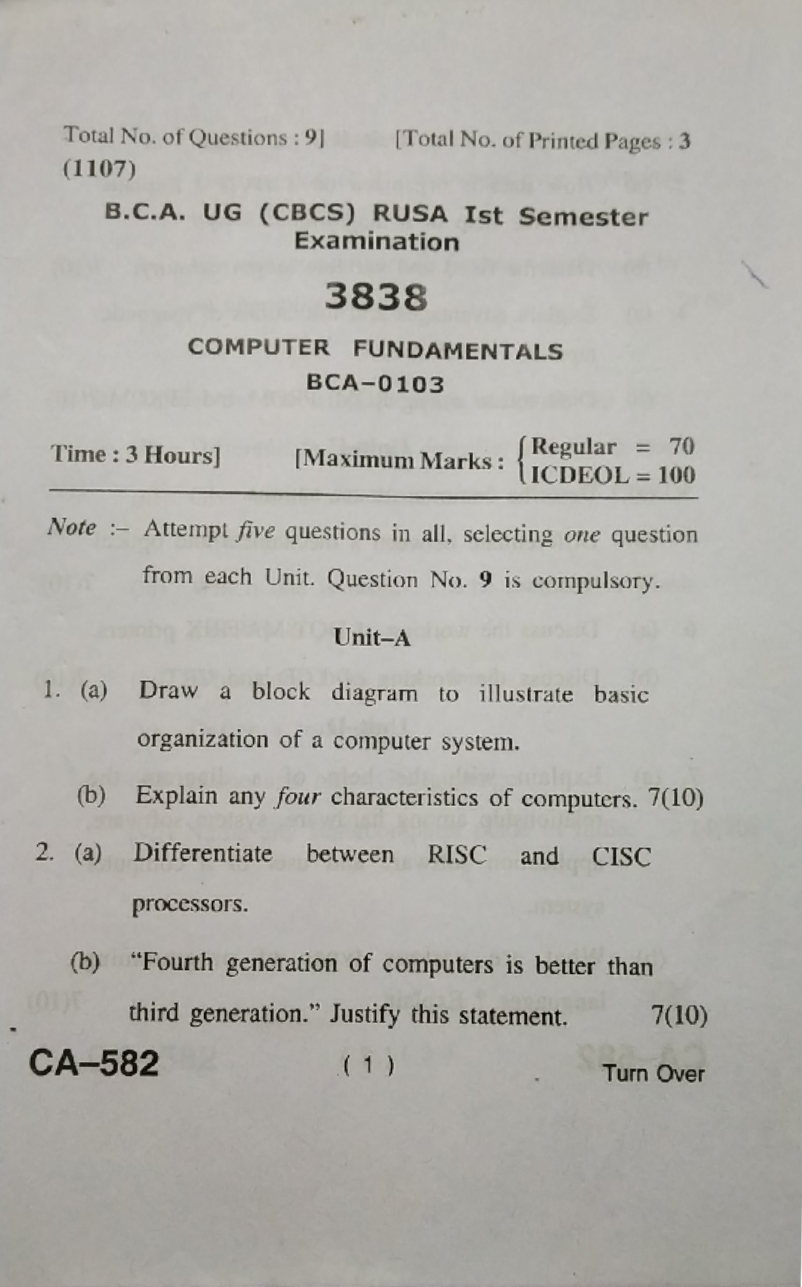 Total No. of Questions : 9] [Total No. of Printed Pages : 3
(1107)
B.C.A. UG (CBCS) RUSA Ist Semester
Examination
3838
COMPUTER FUNDAMENTALS
BCA–0103
Time : 3 Hours] [Maximum Marks : { Regular = 70
ICDEOL = 100
Note :– Attempt five questions in all, selecting one question
from each Unit. Question No. 9 is compulsory.
Unit–A
1. (a) Draw a block diagram to illustrate basic
organization of a computer system.
(b) Explain any four characteristics of computers. 7(10)
2. (a) Differentiate between RISC and CISC
processors.
(b) “Fourth generation of computers is better than
third generation.” Justify this statement. 7(10)
CA–582 ( 1 ) Turn Over